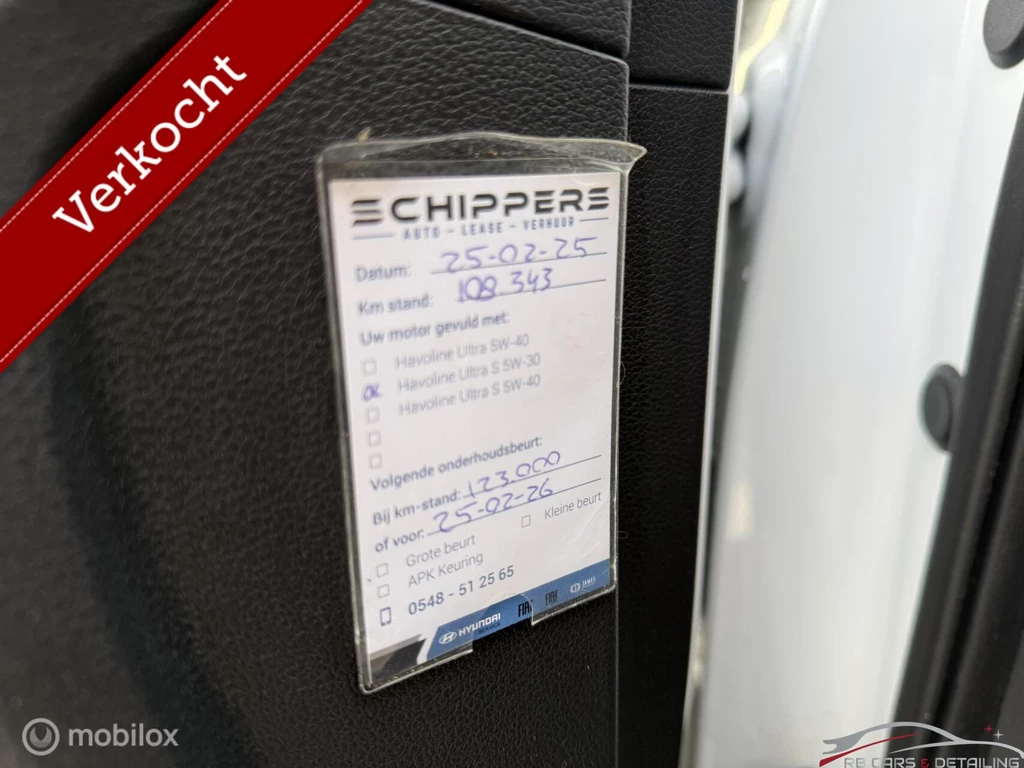 Verkocht
SCHIPPERS
AUTO - LEASE - VERHUUR
Datum: 25-02-25
Km stand: 108.343
Uw motor gevuld met:
Havoline Ultra 5W-40
Havoline Ultra S 5W-30
Havoline Ultra S 5W-40
Volgende onderhoudsbeurt:
Bij km-stand: 123.000
of voor: 25-02-26
Grote beurt
Kleine beurt
APK Keuring
0548 - 51 25 65
HYUNDAI
FIAT
mobilox
RB CARS & DETAILING